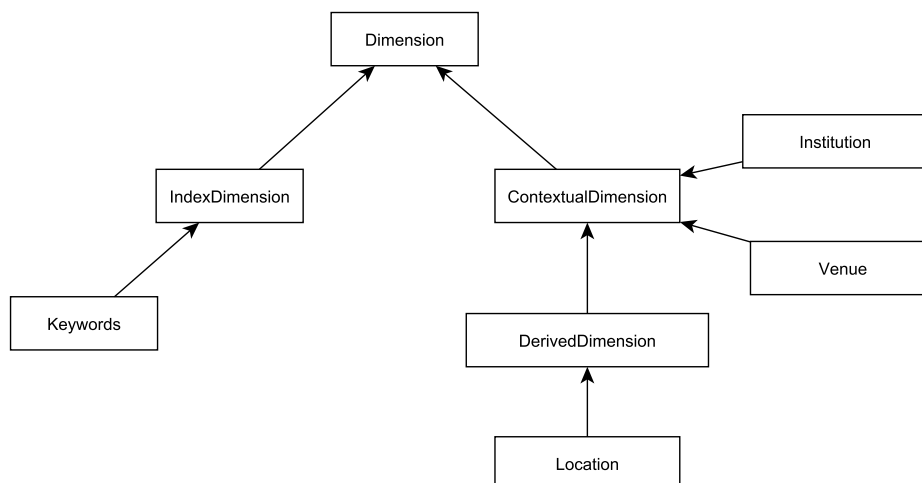 Dimension
Institution
IndexDimension
ContextualDimension
Venue
Keywords
DerivedDimension
Location